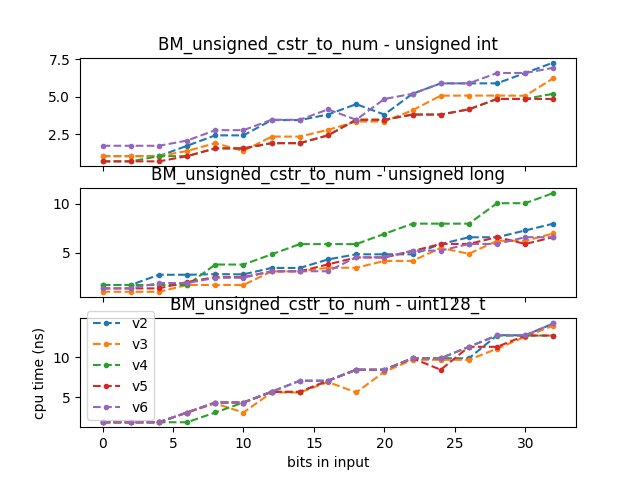 BM_unsigned_cstr_to_num - unsigned int
7.5
5.0
2.5
BM_unsigned_cstr_to_num - unsigned long
10
5
BM_unsigned_cstr_to_num - uint128_t
v2
v3
v4
v5
v6
10
5
cpu time (ns)
0 5 10 15 20 25 30
bits in input